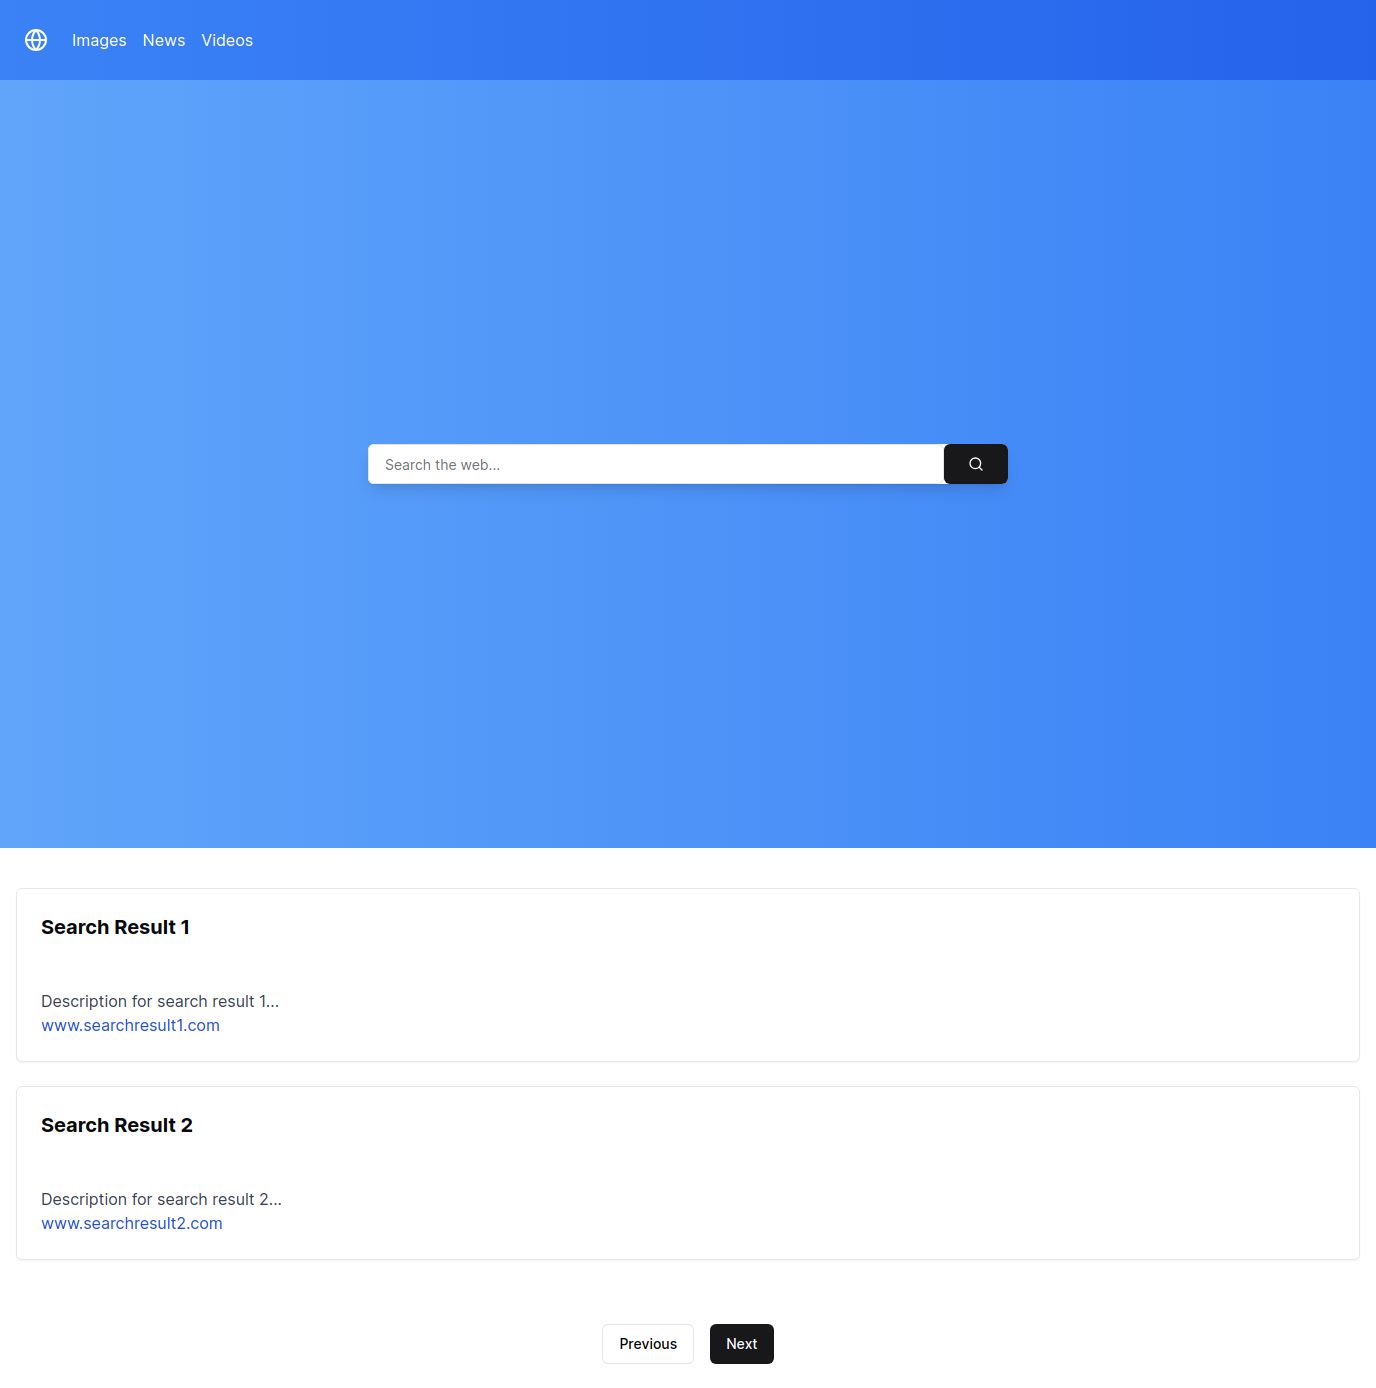 Images News Videos
Search the web...
Search Result 1
Description for search result 1...
www.searchresult1.com
Search Result 2
Description for search result 2...
www.searchresult2.com
Previous Next